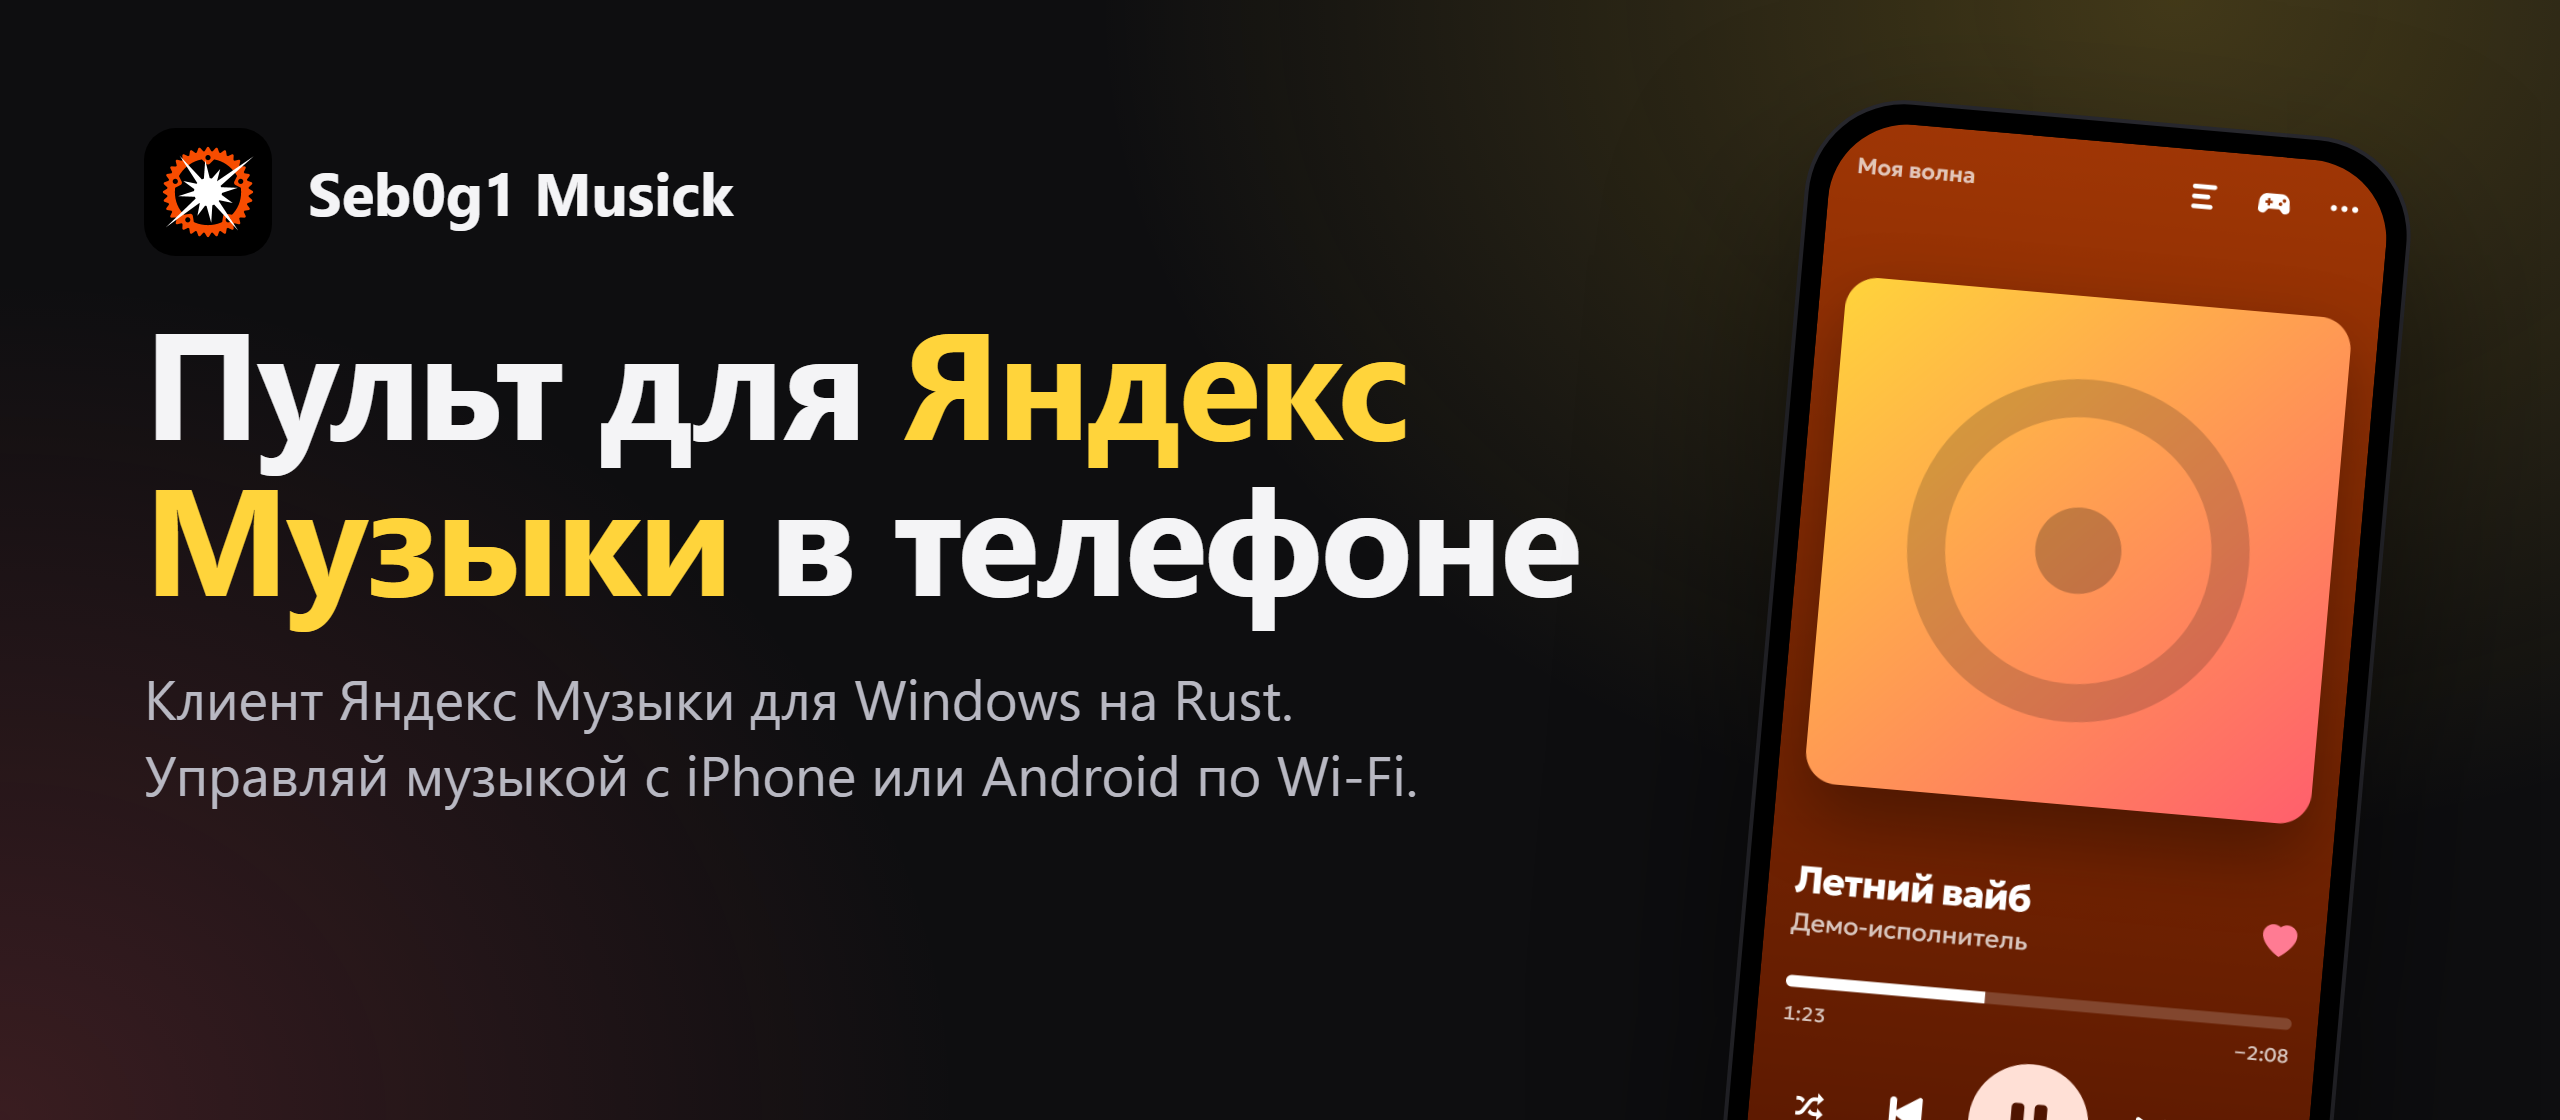 Seb0g1 Musick
Пульт для Яндекс
Музыки в телефоне
Клиент Яндекс Музыки для Windows на Rust.
Управляй музыкой с iPhone или Android по Wi-Fi.
Моя волна
Летний вайб
Демо-исполнитель
1:23
−2:08